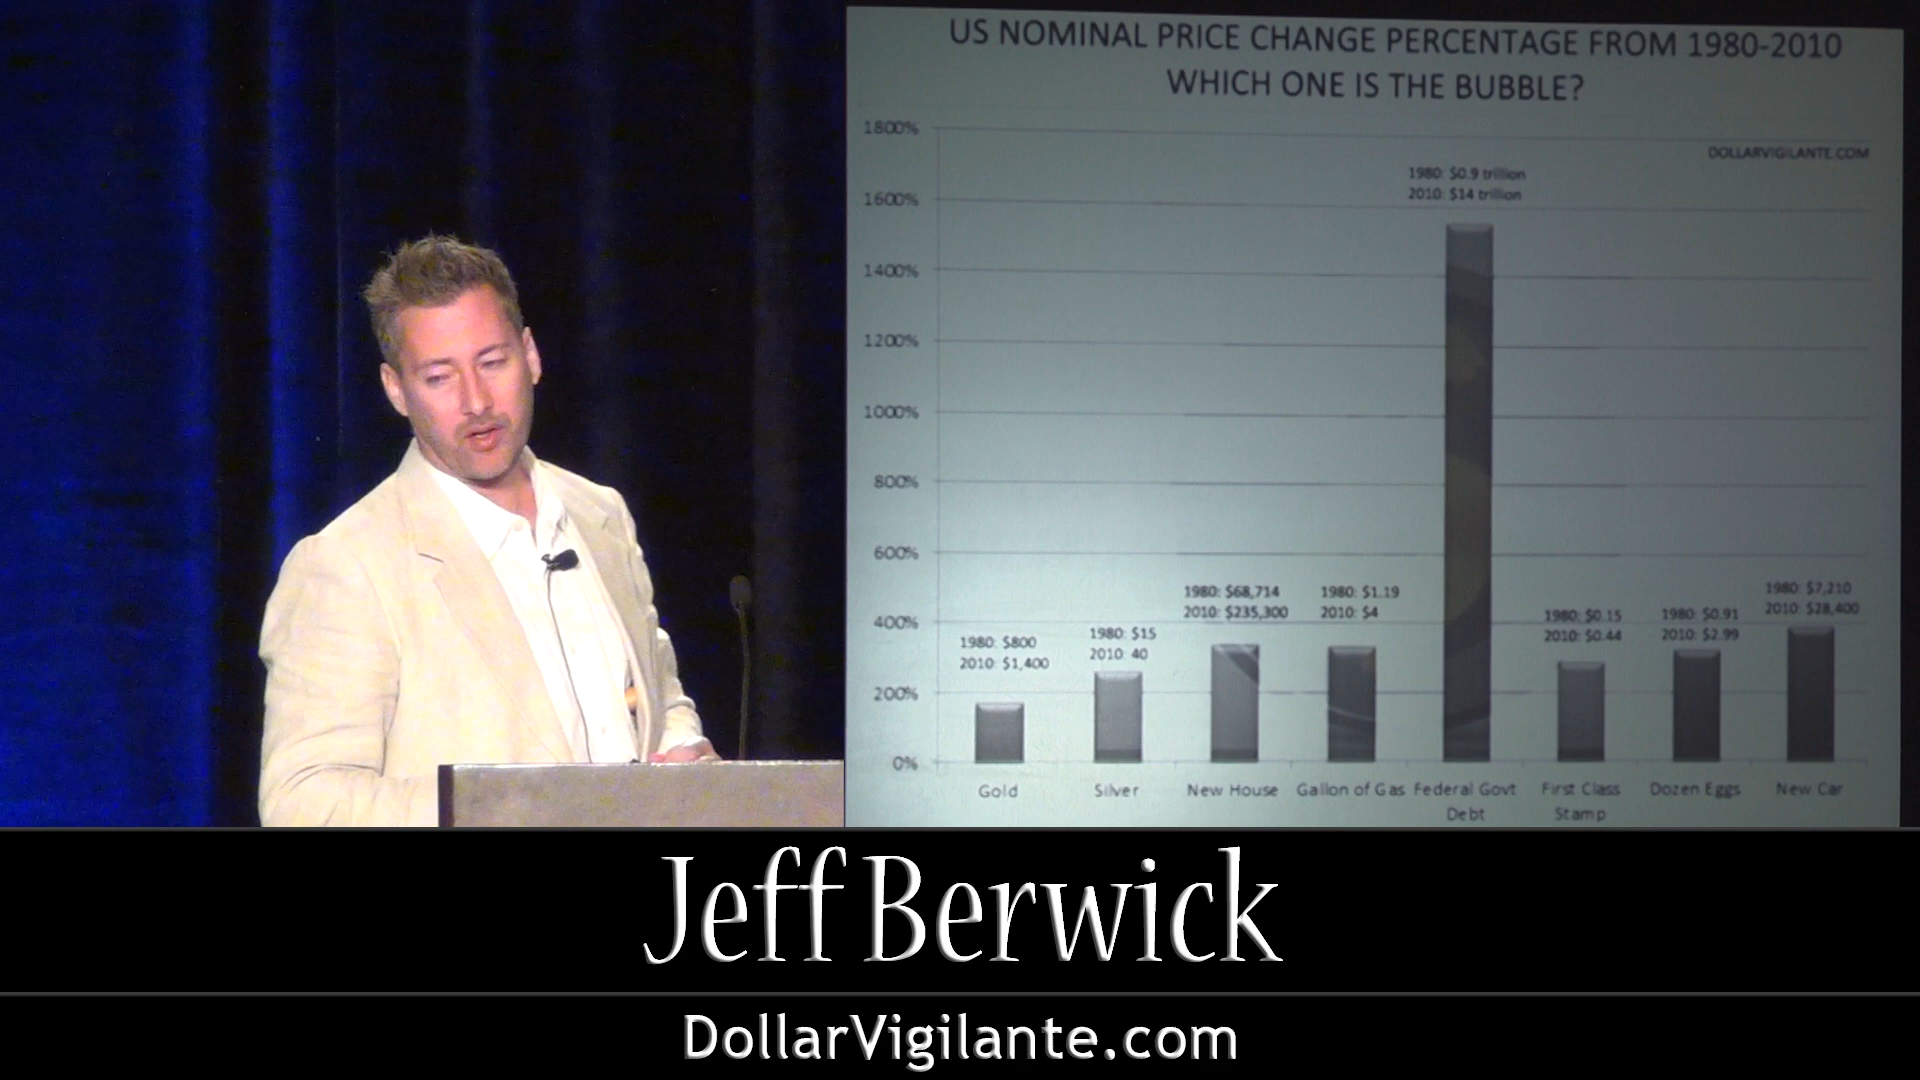 US NOMINAL PRICE CHANGE PERCENTAGE FROM 1980-2010
WHICH ONE IS THE BUBBLE?
DOLLARVIGILANTE.COM
1800%
1600%
1400%
1200%
1000%
800%
600%
400%
200%
0%
1980: $800
2010: $1,400
1980: $15
2010: 40
1980: $68,714
2010: $235,300
1980: $1.19
2010: $4
1980: $0.9 trillion
2010: $14 trillion
1980: $0.15
2010: $0.44
1980: $0.91
2010: $2.99
1980: $7,210
2010: $28,400
Gold
Silver
New House
Gallon of Gas
Federal Govt
Debt
First Class
Stamp
Dozen Eggs
New Car
Jeff Berwick
DollarVigilante.com